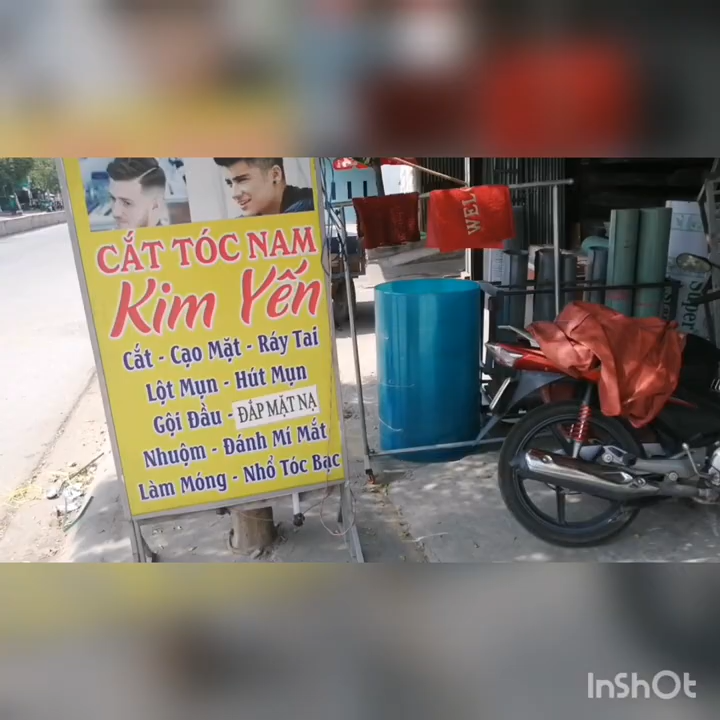 CẮT TÓC NAM
Kim Yến
Cắt - Cạo Mặt - Ráy Tai
Lột Mụn - Hút Mụn
Gội Đầu - ĐẮP MẶT NẠ
Nhuộm - Đánh Mí Mắt
Làm Móng - Nhổ Tóc Bạc
WEL
Super
InShOt